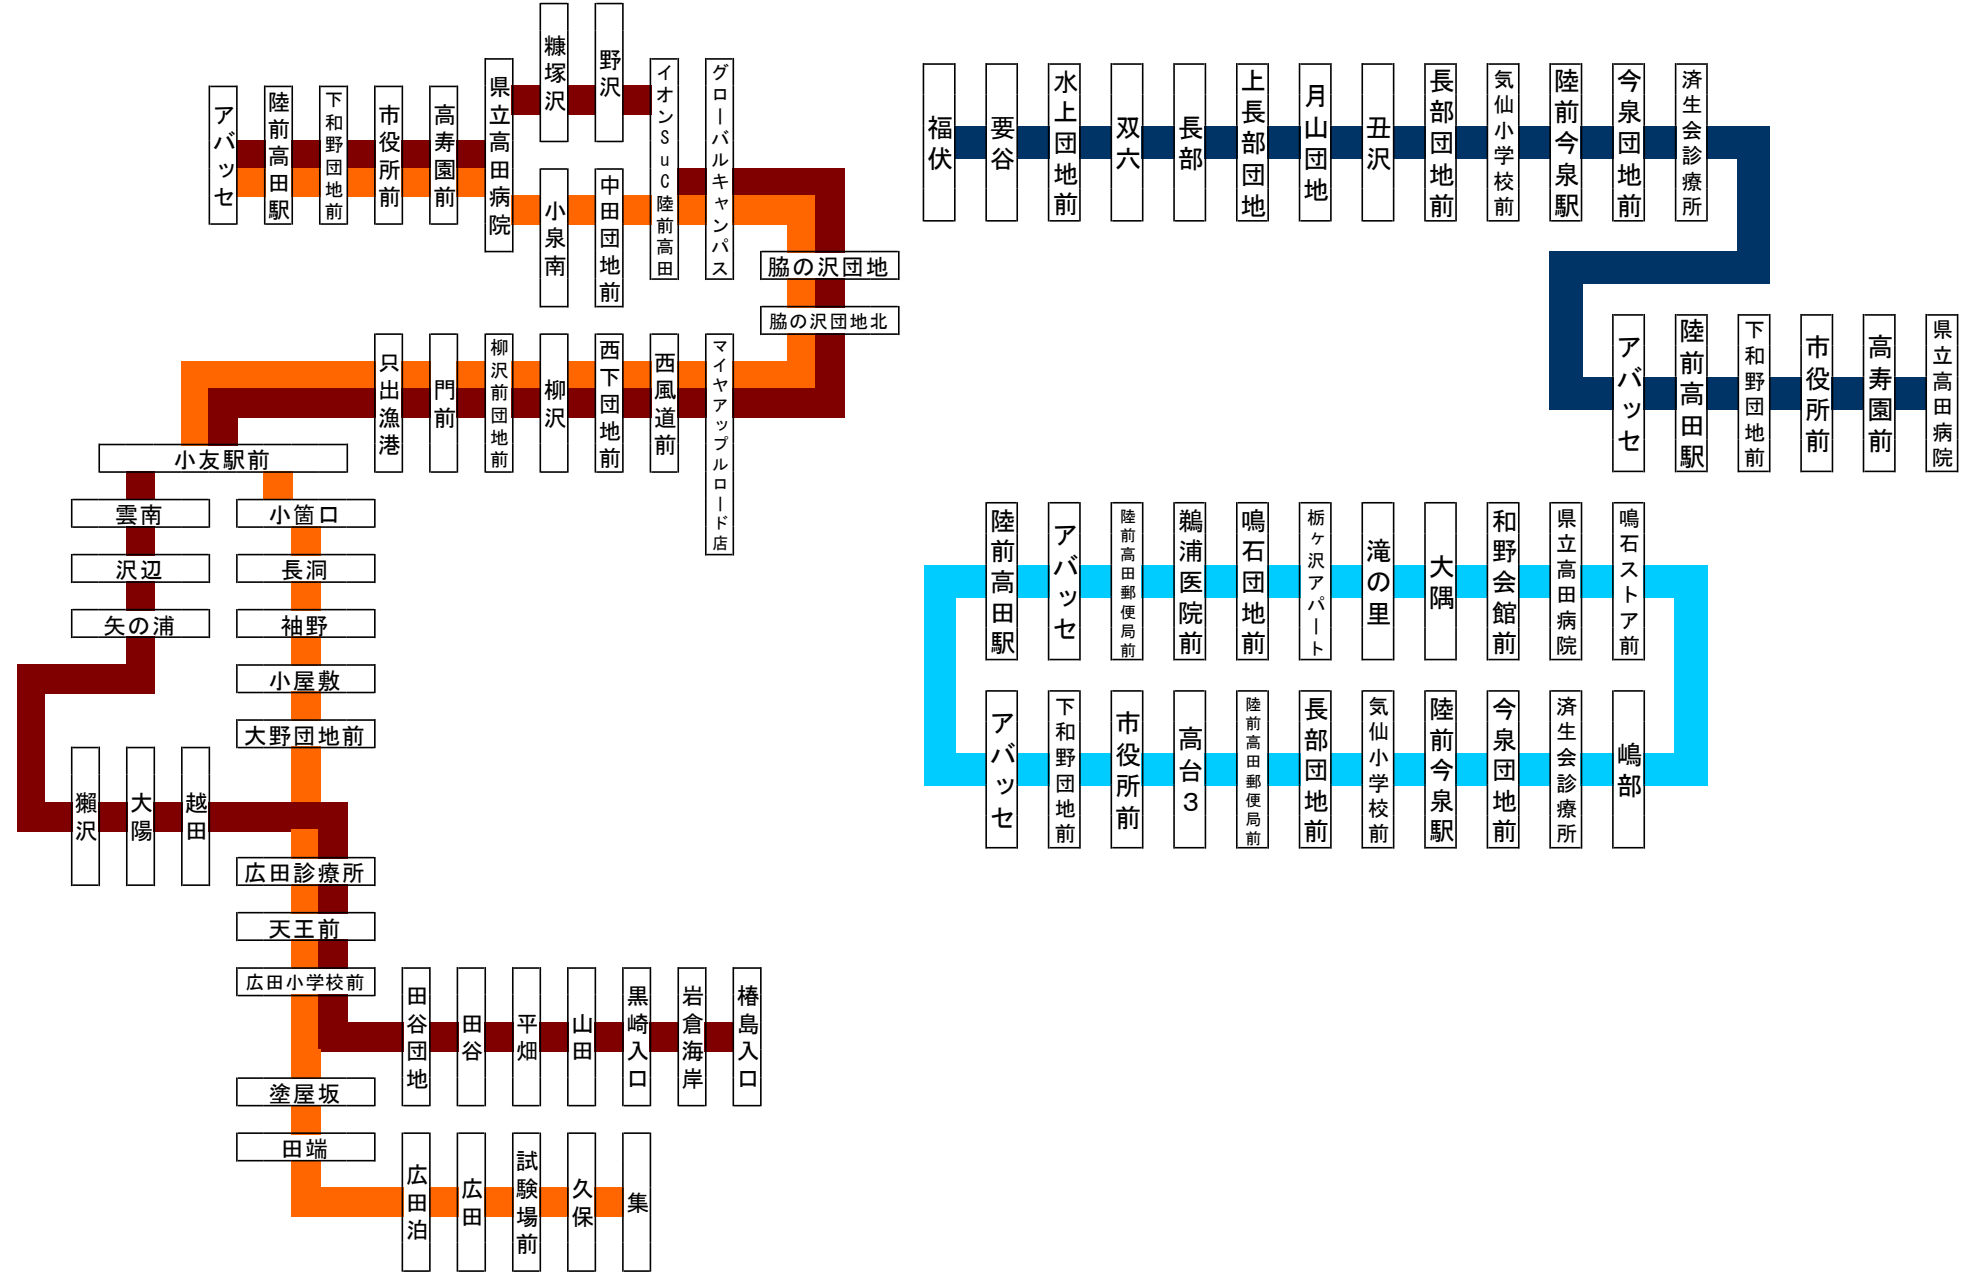 アバッセ
陸前高田駅
下和野団地前
市役所前
高寿園前
県立高田病院
糠塚沢
野沢
小泉南
中田団地前
イオンSuC陸前高田
グローバルキャンパス
脇の沢団地
脇の沢団地北
マイヤアップルロード店
西風道前
西下団地前
柳沢
柳沢前団地前
門前
只出漁港
小友駅前
雲南
沢辺
矢の浦
獺沢
大陽
越田
小箇口
長洞
袖野
小屋敷
大野団地前
広田診療所
天王前
広田小学校前
田谷団地
田谷
平畑
山田
黒崎入口
岩倉海岸
椿島入口
塗屋坂
田端
広田泊
広田
試験場前
久保
集
福伏
要谷
水上団地前
双六
長部
上長部団地
月山団地
丑沢
長部団地前
気仙小学校前
陸前今泉駅
今泉団地前
済生会診療所
アバッセ
陸前高田駅
下和野団地前
市役所前
高寿園前
県立高田病院
陸前高田駅
アバッセ
陸前高田郵便局前
鵜浦医院前
鳴石団地前
栃ヶ沢アパート
滝の里
大隅
和野会館前
県立高田病院
鳴石ストア前
アバッセ
下和野団地前
市役所前
高台3
陸前高田郵便局前
長部団地前
気仙小学校前
陸前今泉駅
今泉団地前
済生会診療所
嶋部